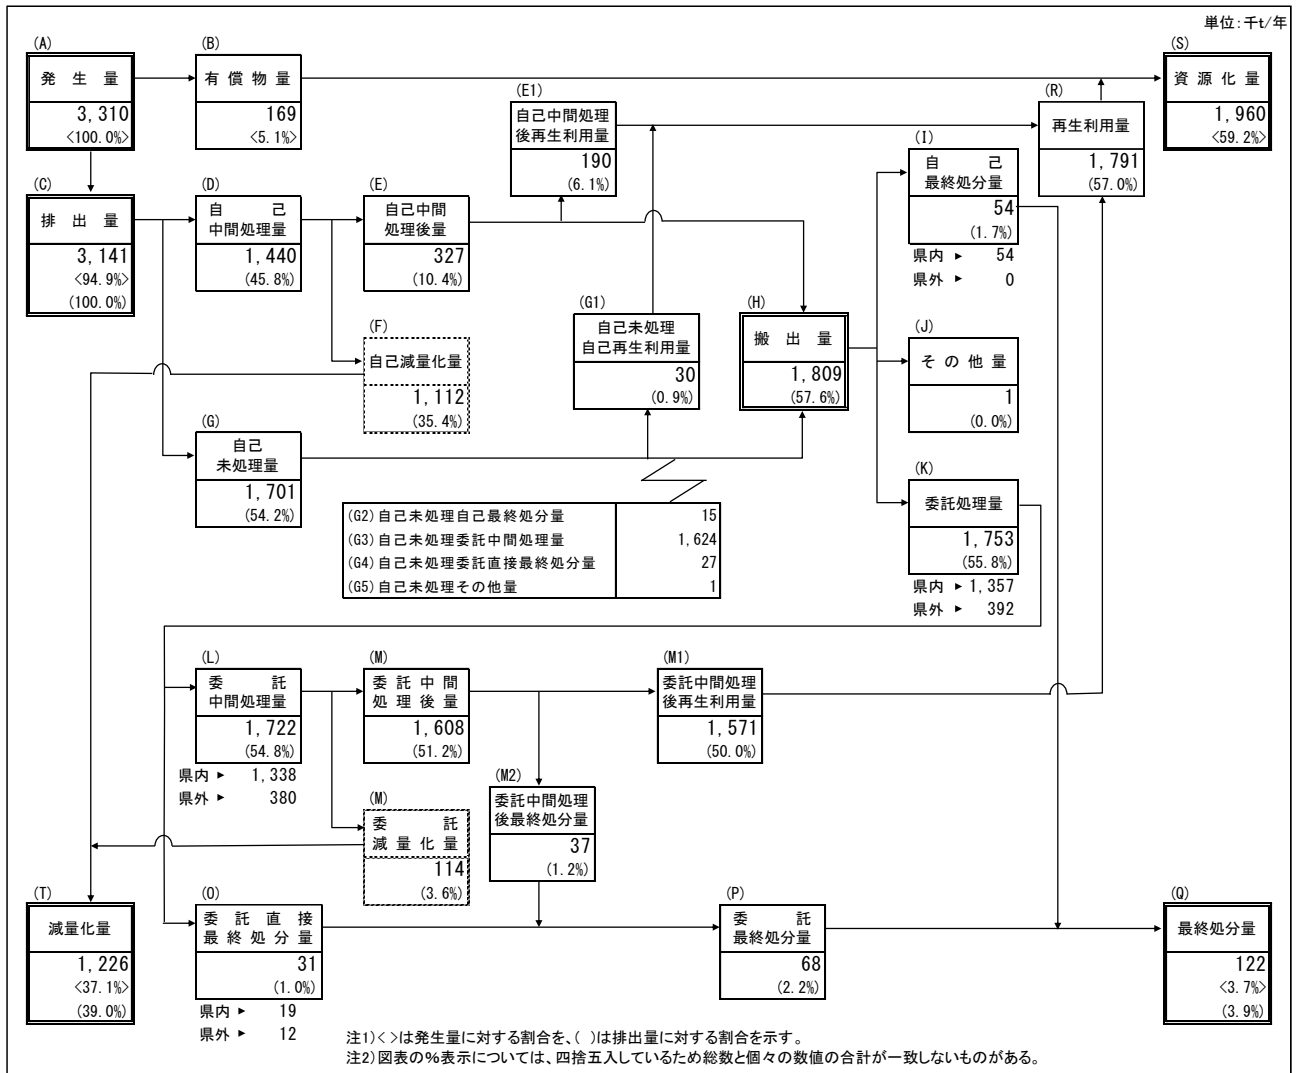 単位:千t/年
(A)
発生量
3,310
<100.0%>
(B)
有償物量
169
<5.1%>
(S)
資源化量
1,960
<59.2%>
(E1)
自己中間処理
後再生利用量
190
(6.1%)
(R)
再生利用量
1,791
(57.0%)
(C)
排出量
3,141
<94.9%>
(100.0%)
(D)
自己
中間処理量
1,440
(45.8%)
(E)
自己中間
処理後量
327
(10.4%)
(I)
自己
最終処分量
54
(1.7%)
県内 ▶ 54
県外 ▶ 0
(F)
自己減量化量
1,112
(35.4%)
(G1)
自己未処理
自己再生利用量
30
(0.9%)
(H)
搬出量
1,809
(57.6%)
(J)
その他量
1
(0.0%)
(G)
自己
未処理量
1,701
(54.2%)
(G2)自己未処理自己最終処分量 15
(G3)自己未処理委託中間処理量 1,624
(G4)自己未処理委託直接最終処分量 27
(G5)自己未処理その他量 1
(K)
委託処理量
1,753
(55.8%)
県内 ▶ 1,357
県外 ▶ 392
(L)
委託
中間処理量
1,722
(54.8%)
県内 ▶ 1,338
県外 ▶ 380
(M)
委託中間
処理後量
1,608
(51.2%)
(M1)
委託中間処理
後再生利用量
1,571
(50.0%)
(M)
委託
減量化量
114
(3.6%)
(M2)
委託中間処理
後最終処分量
37
(1.2%)
(T)
減量化量
1,226
<37.1%>
(39.0%)
(O)
委託直接
最終処分量
31
(1.0%)
県内 ▶ 19
県外 ▶ 12
(P)
委託
最終処分量
68
(2.2%)
(Q)
最終処分量
122
<3.7%>
(3.9%)
注1)< >は発生量に対する割合を、( )は排出量に対する割合を示す。
注2)図表の%表示については、四捨五入しているため総数と個々の数値の合計が一致しないものがある。